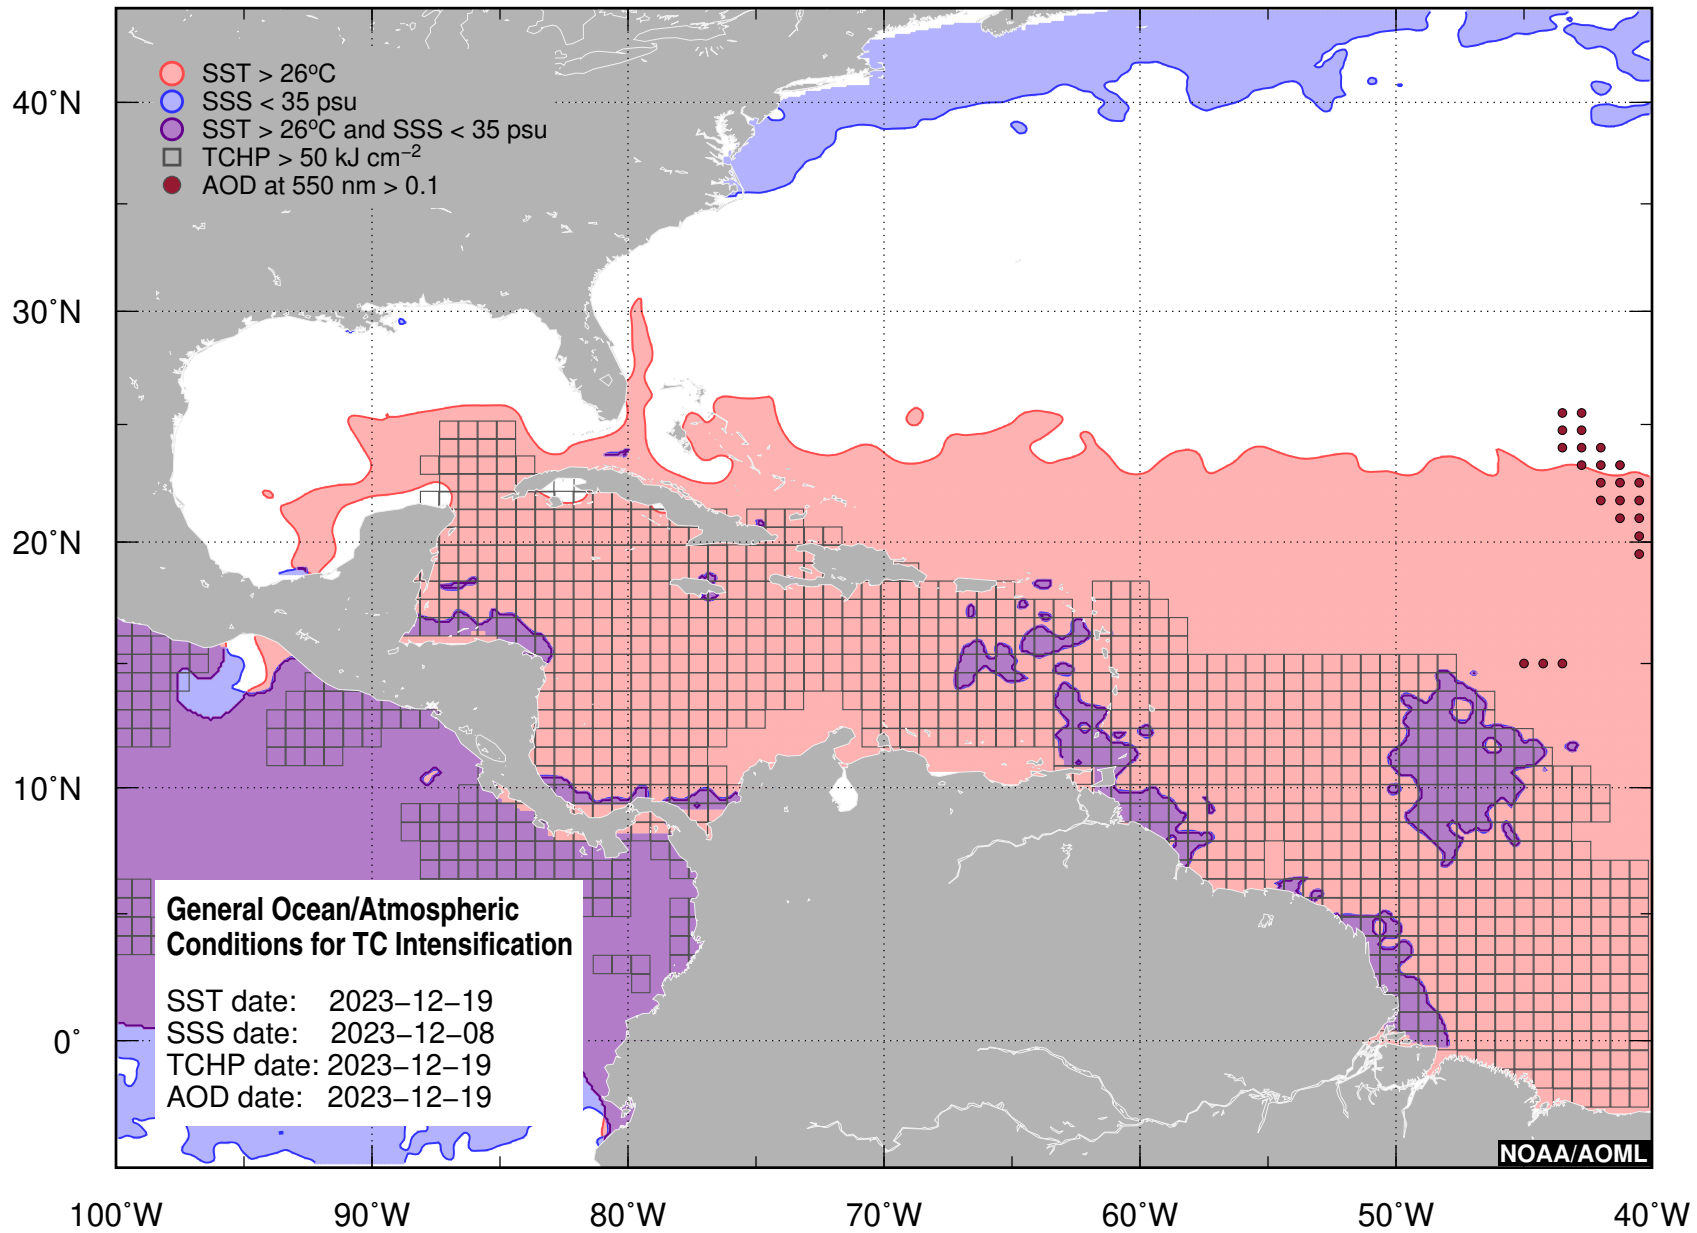 SST > 26ºC
SSS < 35 psu
SST > 26ºC and SSS < 35 psu
TCHP > 50 kJ cm⁻²
AOD at 550 nm > 0.1
40˚N
30˚N
20˚N
10˚N
0˚
General Ocean/Atmospheric
Conditions for TC Intensification
SST date: 2023−12−19
SSS date: 2023−12−08
TCHP date: 2023−12−19
AOD date: 2023−12−19
NOAA/AOML
100˚W 90˚W 80˚W 70˚W 60˚W 50˚W 40˚W